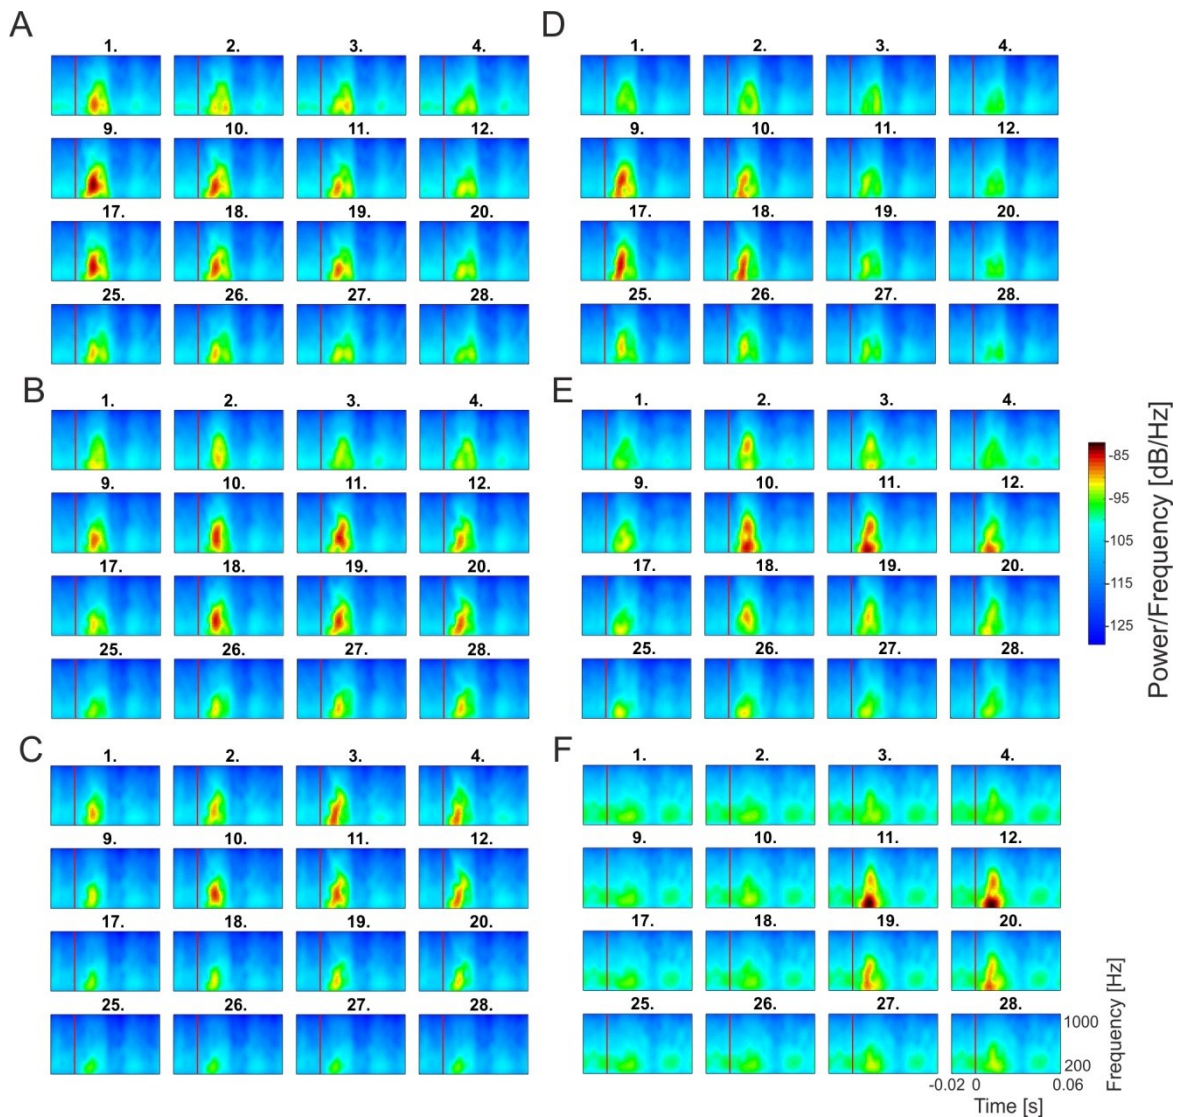 A
1. 2. 3. 4.
9. 10. 11. 12.
17. 18. 19. 20.
25. 26. 27. 28.
D
1. 2. 3. 4.
9. 10. 11. 12.
17. 18. 19. 20.
25. 26. 27. 28.
B
1. 2. 3. 4.
9. 10. 11. 12.
17. 18. 19. 20.
25. 26. 27. 28.
E
1. 2. 3. 4.
9. 10. 11. 12.
17. 18. 19. 20.
25. 26. 27. 28.
-85
-95
-105
-115
-125
Power/Frequency [dB/Hz]
C
1. 2. 3. 4.
9. 10. 11. 12.
17. 18. 19. 20.
25. 26. 27. 28.
F
1. 2. 3. 4.
9. 10. 11. 12.
17. 18. 19. 20.
25. 26. 27. 28.
1000
200
Frequency [Hz]
-0.02 0 0.06
Time [s]